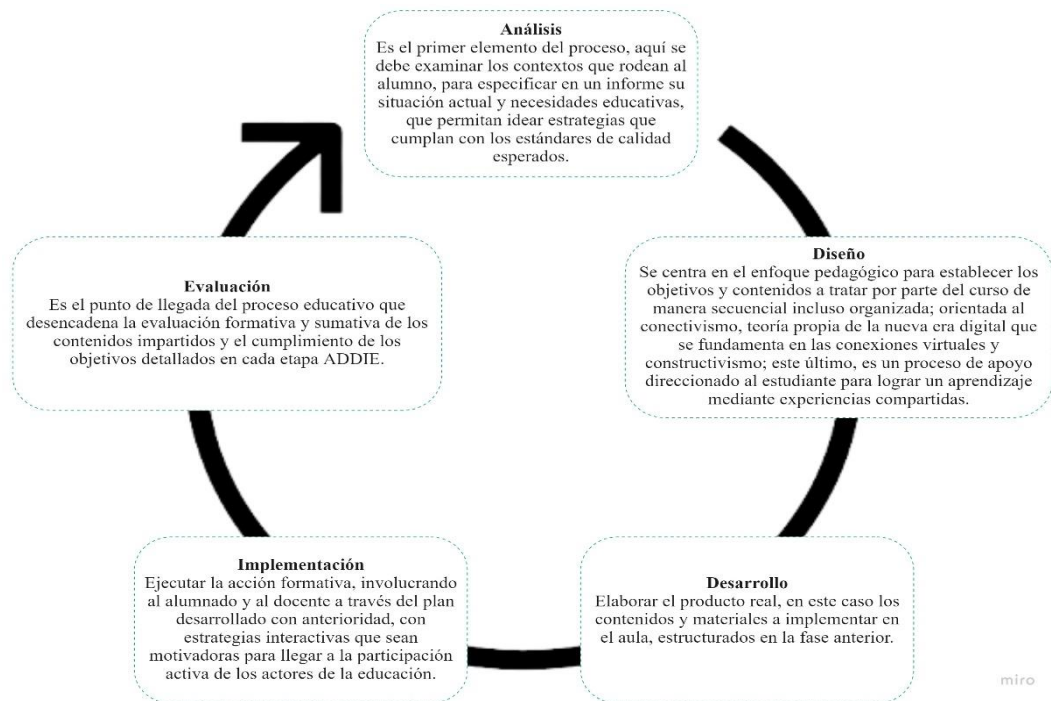 Análisis
Es el primer elemento del proceso, aquí se
debe examinar los contextos que rodean al
alumno, para especificar en un informe su
situación actual y necesidades educativas,
que permitan idear estrategias que
cumplan con los estándares de calidad
esperados.
Diseño
Se centra en el enfoque pedagógico para establecer los
objetivos y contenidos a tratar por parte del curso de
manera secuencial incluso organizada; orientada al
conectivismo, teoría propia de la nueva era digital que
se fundamenta en las conexiones virtuales y
constructivismo; este último, es un proceso de apoyo
direccionado al estudiante para lograr un aprendizaje
mediante experiencias compartidas.
Desarrollo
Elaborar el producto real, en este caso los
contenidos y materiales a implementar en
el aula, estructurados en la fase anterior.
Implementación
Ejecutar la acción formativa, involucrando
al alumnado y al docente a través del plan
desarrollado con anterioridad, con
estrategias interactivas que sean
motivadoras para llegar a la participación
activa de los actores de la educación.
Evaluación
Es el punto de llegada del proceso educativo que
desencadena la evaluación formativa y sumativa de los
contenidos impartidos y el cumplimiento de los
objetivos detallados en cada etapa ADDIE.
miro